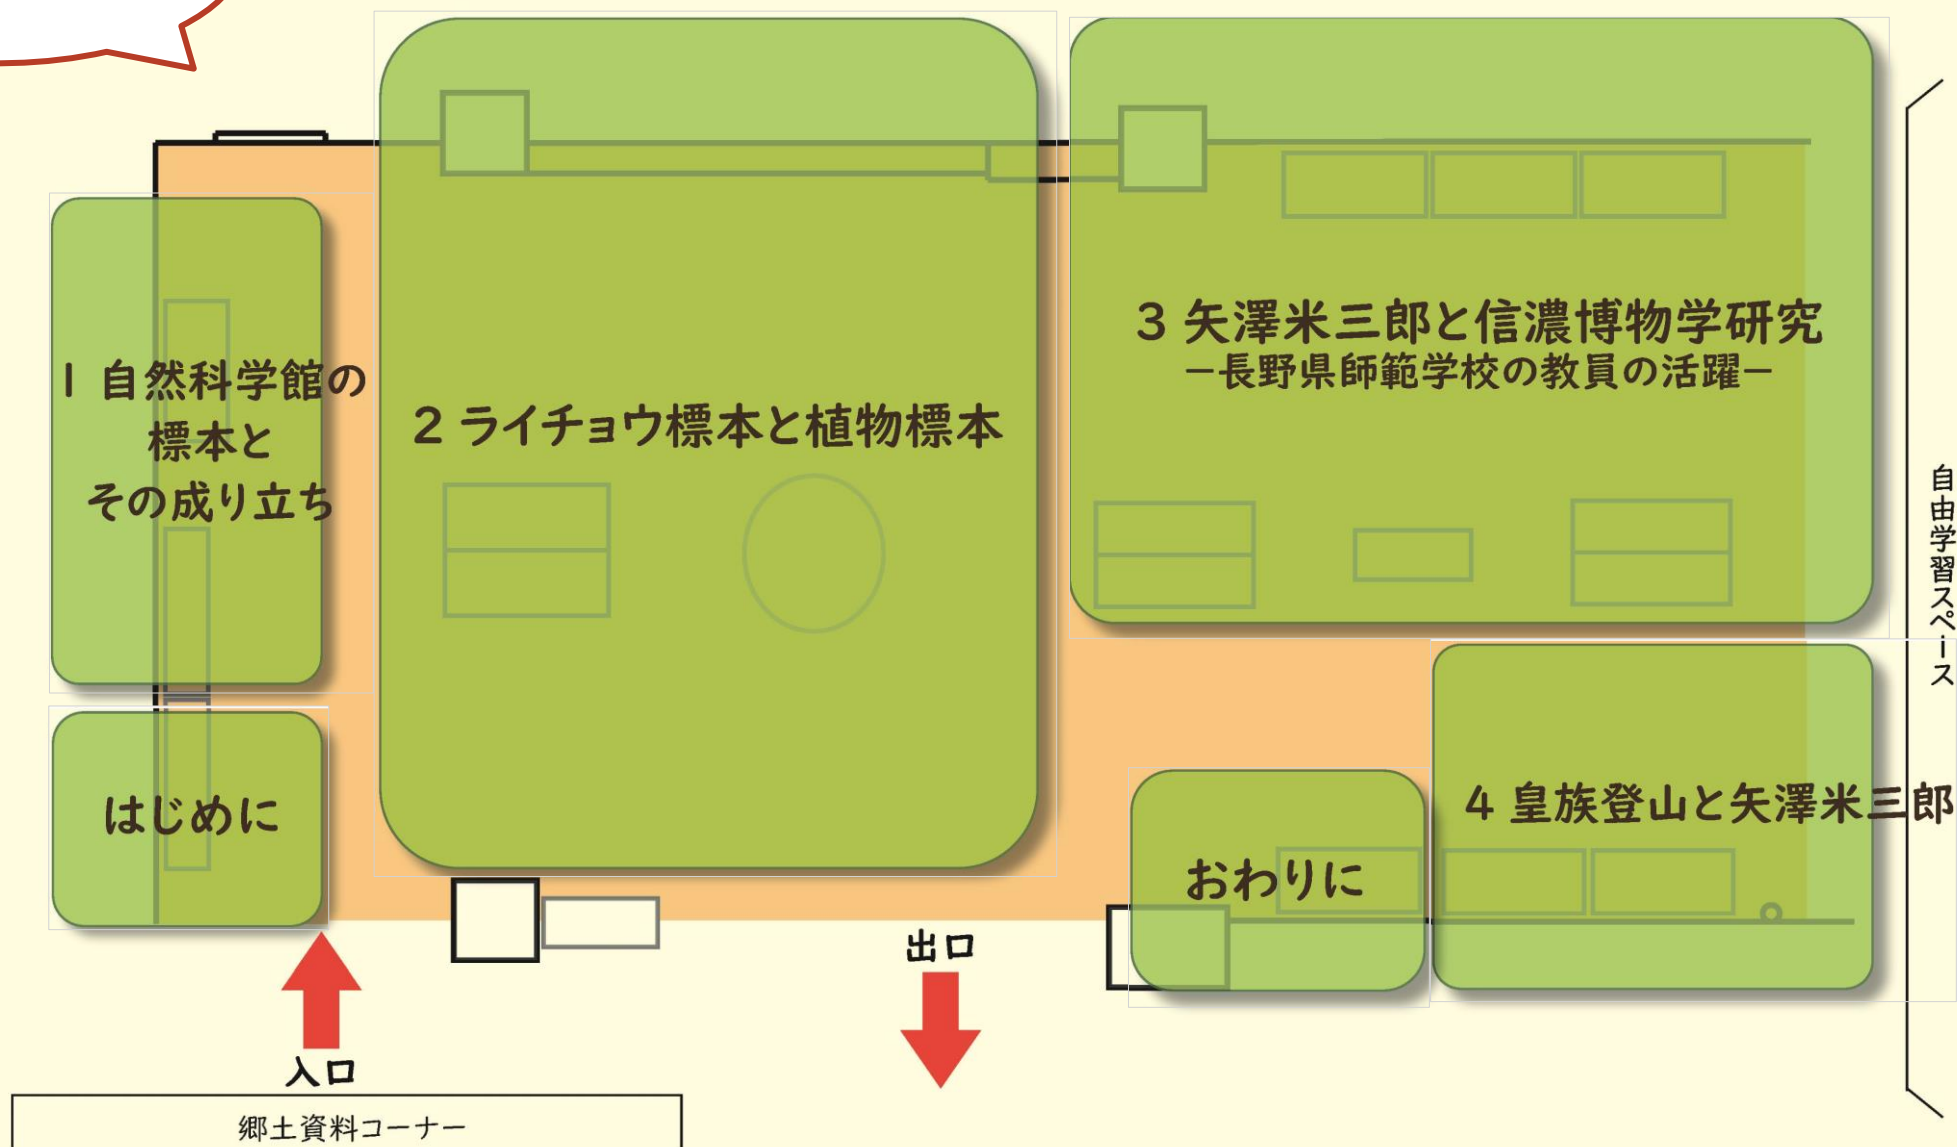 1 自然科学館の
標本と
その成り立ち
2 ライチョウ標本と植物標本
3 矢澤米三郎と信濃博物学研究
－長野県師範学校の教員の活躍－
自由学習スペース
はじめに
4 皇族登山と矢澤米三郎
おわりに
出口
入口
郷土資料コーナー